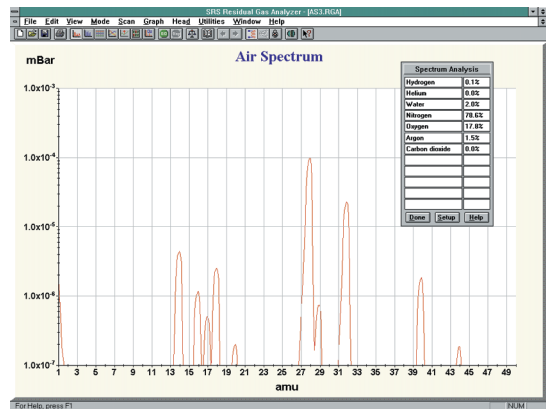 SRS Residual Gas Analyzer - [AS3.RGA]
File Edit View Mode Scan Graph Head Utilities Window Help
Air Spectrum
mBar
Spectrum Analysis
Hydrogen 0.1%
Helium 0.0%
Water 2.0%
Nitrogen 78.6%
Oxygen 17.8%
Argon 1.5%
Carbon dioxide 0.0%
Done Setup Help
1.0x10-3
1.0x10-4
1.0x10-5
1.0x10-6
1.0x10-7
1 3 5 7 9 11 13 15 17 19 21 23 25 27 29 31 33 35 37 39 41 43 45 47 49
amu
For Help, press F1
NUM